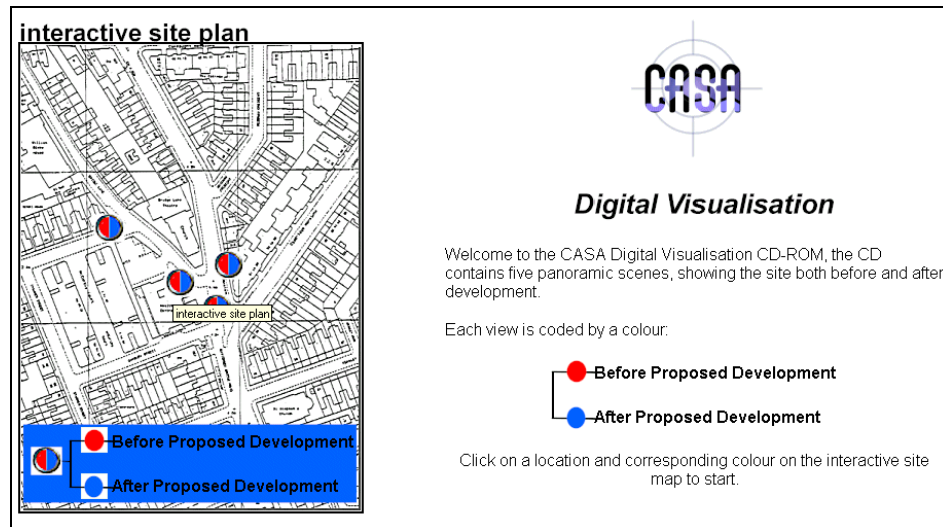 interactive site plan
interactive site plan
Before Proposed Development
After Proposed Development
CASA
Digital Visualisation
Welcome to the CASA Digital Visualisation CD-ROM, the CD
contains five panoramic scenes, showing the site both before and after
development.
Each view is coded by a colour:
Before Proposed Development
After Proposed Development
Click on a location and corresponding colour on the interactive site
map to start.